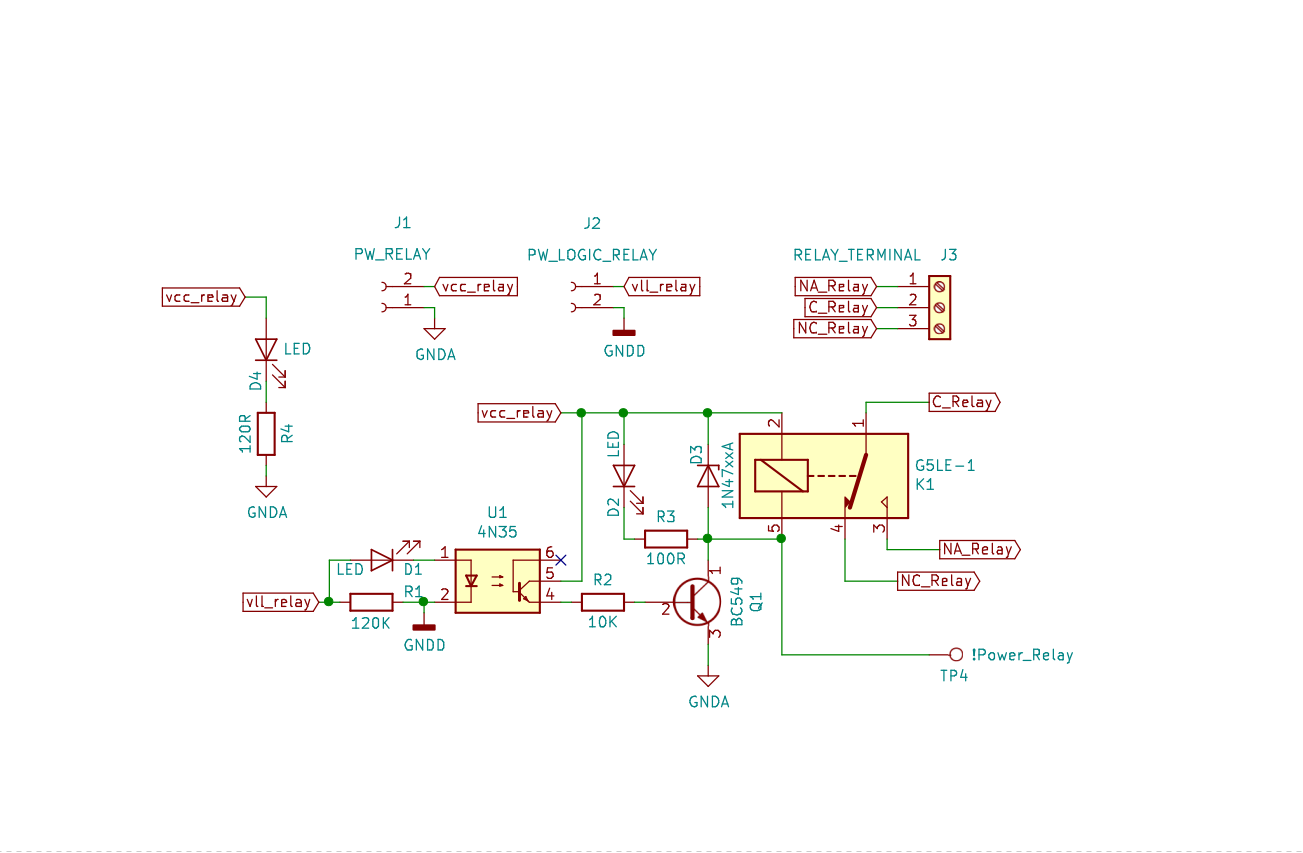 J1
J2
PW_RELAY
PW_LOGIC_RELAY
RELAY_TERMINAL
J3
2
vcc_relay
1
GNDA
1
vll_relay
2
GNDD
NA_Relay
1
C_Relay
2
NC_Relay
3
vcc_relay
LED
D4
120R
R4
GNDA
vcc_relay
LED
D2
D3
1N47xxA
R3
100R
2
1
5
4
3
G5LE-1
K1
C_Relay
NA_Relay
NC_Relay
U1
4N35
LED
D1
1
2
6
5
4
vll_relay
R1
120K
GNDD
R2
10K
1
2
3
BC549
Q1
GNDA
!Power_Relay
TP4